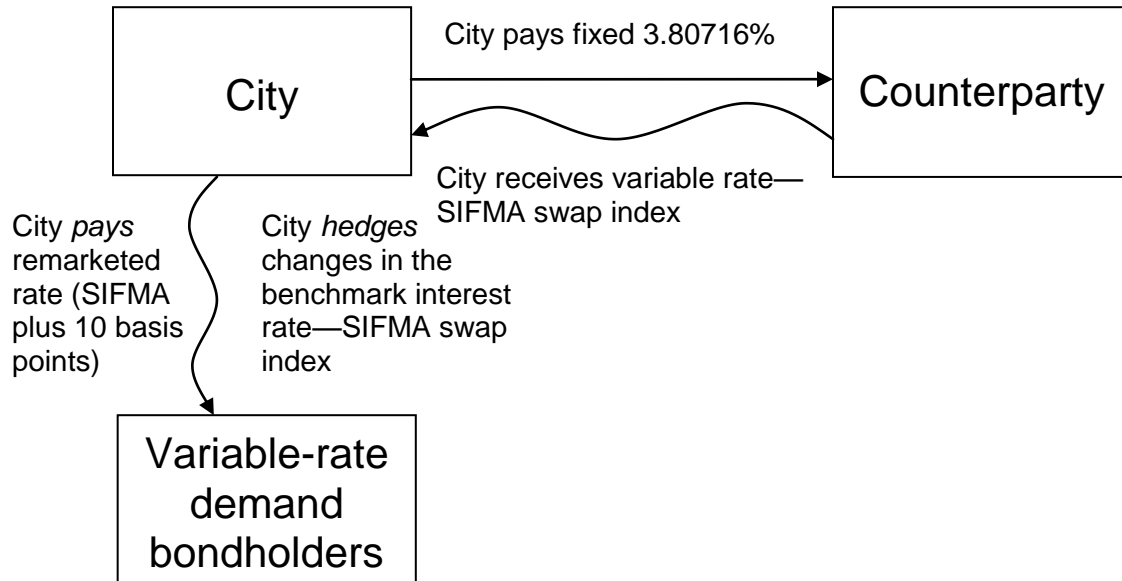 City pays fixed 3.80716%
City
Counterparty
City receives variable rate—
SIFMA swap index
City pays
remarketed
rate (SIFMA
plus 10 basis
points)
City hedges
changes in the
benchmark interest
rate—SIFMA swap
index
Variable-rate
demand
bondholders